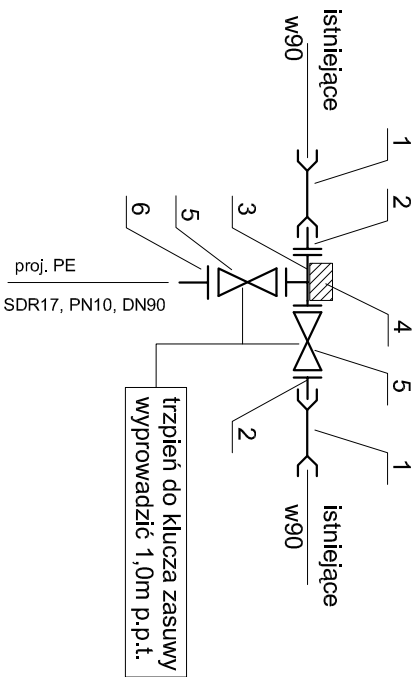 istniejące
w90
1
2
3
4
5
6
5
2
1
istniejące
w90
proj. PE
SDR17, PN10, DN90
trzpień do klucza zasuwy
wyprowadzić 1,0m p.p.t.